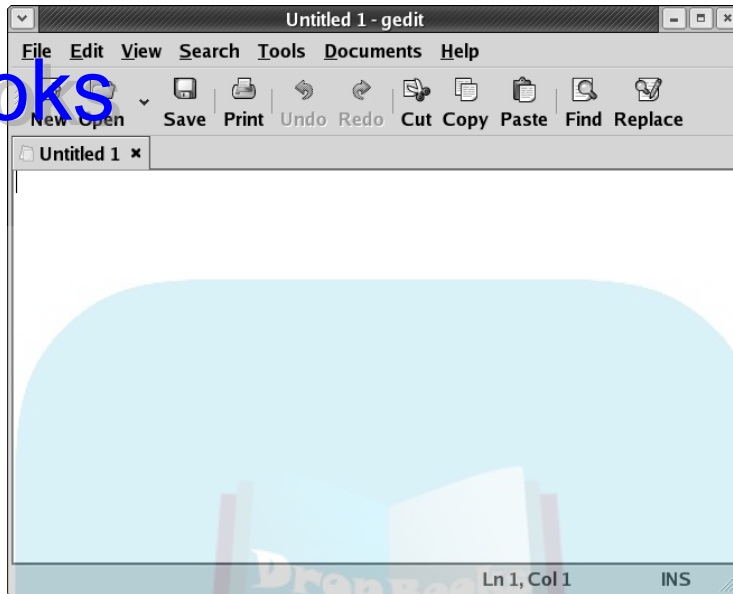 Untitled 1 - gedit
File Edit View Search Tools Documents Help
oks
New Open Save Print Undo Redo Cut Copy Paste Find Replace
Untitled 1
DropBooks
Ln 1, Col 1 INS